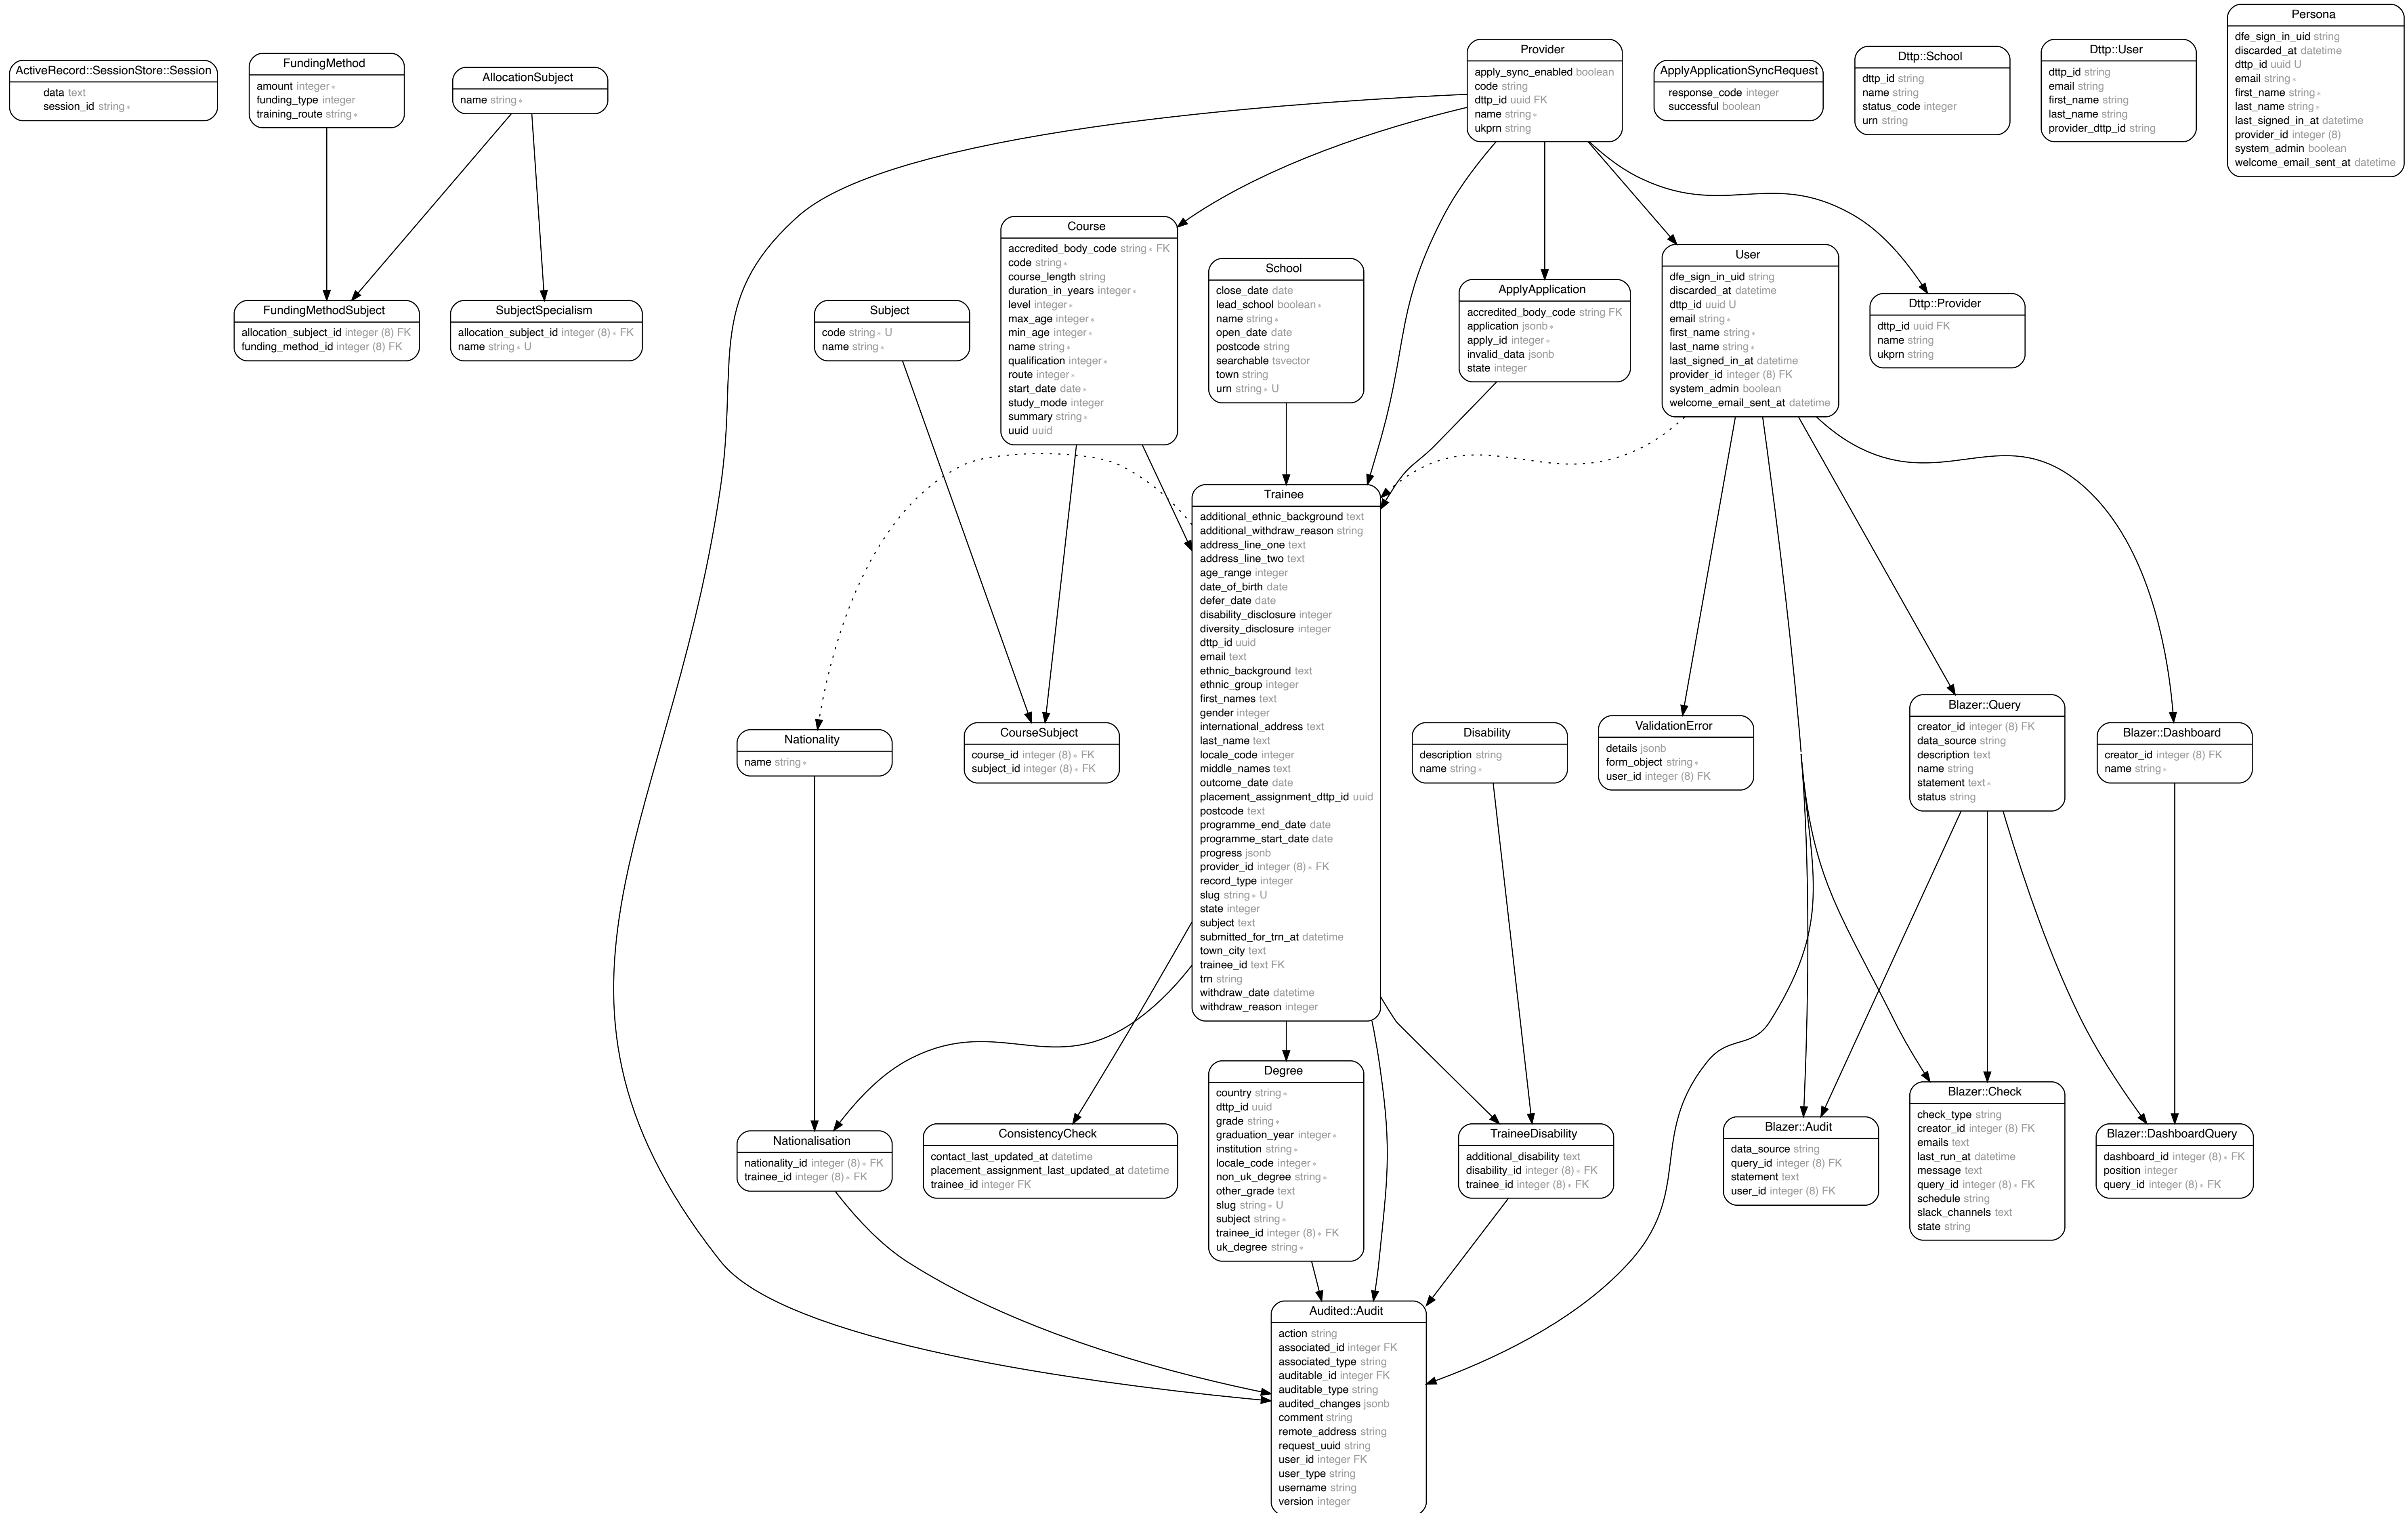 ActiveRecord::SessionStore::Session
data text
session_id string *
FundingMethod
amount integer *
funding_type integer
training_route string *
AllocationSubject
name string *
Provider
apply_sync_enabled boolean
code string
dttp_id uuid FK
name string *
ukprn string
ApplyApplicationSyncRequest
response_code integer
successful boolean
Dttp::School
dttp_id string
name string
status_code integer
urn string
Dttp::User
dttp_id string
email string
first_name string
last_name string
provider_dttp_id string
Persona
dfe_sign_in_uid string
discarded_at datetime
dttp_id uuid U
email string *
first_name string *
last_name string *
last_signed_in_at datetime
provider_id integer (8)
system_admin boolean
welcome_email_sent_at datetime
FundingMethodSubject
allocation_subject_id integer (8) FK
funding_method_id integer (8) FK
SubjectSpecialism
allocation_subject_id integer (8) * FK
name string * U
Subject
code string * U
name string *
Course
accredited_body_code string * FK
code string *
course_length string
duration_in_years integer *
level integer *
max_age integer *
min_age integer *
name string *
qualification integer *
route integer *
start_date date *
study_mode integer
summary string *
uuid uuid
School
close_date date
lead_school boolean *
name string *
open_date date
postcode string
searchable tsvector
town string
urn string * U
ApplyApplication
accredited_body_code string FK
application jsonb *
apply_id integer *
invalid_data jsonb
state integer
User
dfe_sign_in_uid string
discarded_at datetime
dttp_id uuid U
email string *
first_name string *
last_name string *
last_signed_in_at datetime
provider_id integer (8) FK
system_admin boolean
welcome_email_sent_at datetime
Dttp::Provider
dttp_id uuid FK
name string
ukprn string
Trainee
additional_ethnic_background text
additional_withdraw_reason string
address_line_one text
address_line_two text
age_range integer
date_of_birth date
defer_date date
disability_disclosure integer
diversity_disclosure integer
dttp_id uuid
email text
ethnic_background text
ethnic_group integer
first_names text
gender integer
international_address text
last_name text
locale_code integer
middle_names text
outcome_date date
placement_assignment_dttp_id uuid
postcode text
programme_end_date date
programme_start_date date
progress jsonb
provider_id integer (8) * FK
record_type integer
slug string * U
state integer
subject text
submitted_for_trn_at datetime
town_city text
trainee_id text FK
trn string
withdraw_date datetime
withdraw_reason integer
Nationality
name string *
CourseSubject
course_id integer (8) * FK
subject_id integer (8) * FK
Disability
description string
name string *
ValidationError
details jsonb
form_object string *
user_id integer (8) FK
Blazer::Query
creator_id integer (8) FK
data_source string
description text
name string
statement text *
status string
Blazer::Dashboard
creator_id integer (8) FK
name string *
Nationalisation
nationality_id integer (8) * FK
trainee_id integer (8) * FK
ConsistencyCheck
contact_last_updated_at datetime
placement_assignment_last_updated_at datetime
trainee_id integer FK
Degree
country string *
dttp_id uuid
grade string *
graduation_year integer *
institution string *
locale_code integer *
non_uk_degree string *
other_grade text
slug string * U
subject string *
trainee_id integer (8) * FK
uk_degree string *
TraineeDisability
additional_disability text
disability_id integer (8) * FK
trainee_id integer (8) * FK
Blazer::Audit
data_source string
query_id integer (8) FK
statement text
user_id integer (8) FK
Blazer::Check
check_type string
creator_id integer (8) FK
emails text
last_run_at datetime
message text
query_id integer (8) * FK
schedule string
slack_channels text
state string
Blazer::DashboardQuery
dashboard_id integer (8) * FK
position integer
query_id integer (8) * FK
Audited::Audit
action string
associated_id integer FK
associated_type string
auditable_id integer FK
auditable_type string
audited_changes jsonb
comment string
remote_address string
request_uuid string
user_id integer FK
user_type string
username string
version integer